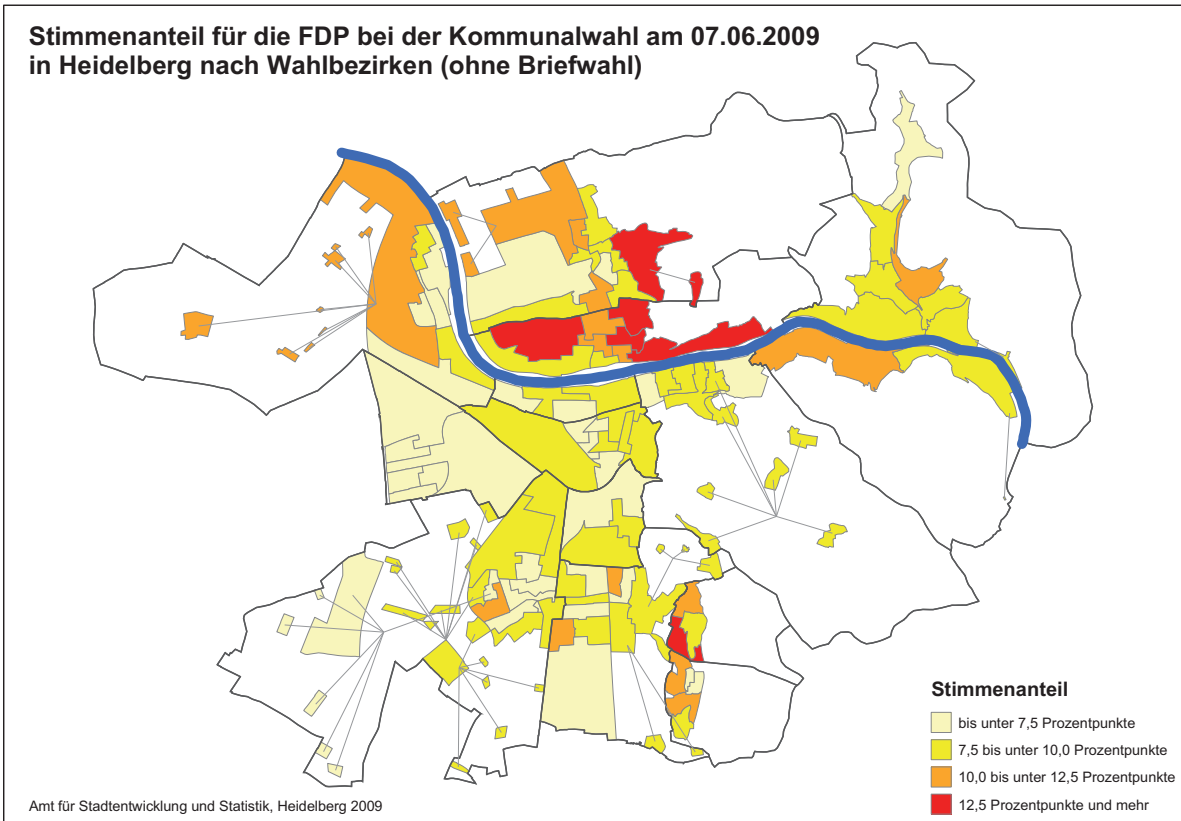 Stimmenanteil für die FDP bei der Kommunalwahl am 07.06.2009
in Heidelberg nach Wahlbezirken (ohne Briefwahl)
Stimmenanteil
bis unter 7,5 Prozentpunkte
7,5 bis unter 10,0 Prozentpunkte
10,0 bis unter 12,5 Prozentpunkte
12,5 Prozentpunkte und mehr
Amt für Stadtentwicklung und Statistik, Heidelberg 2009